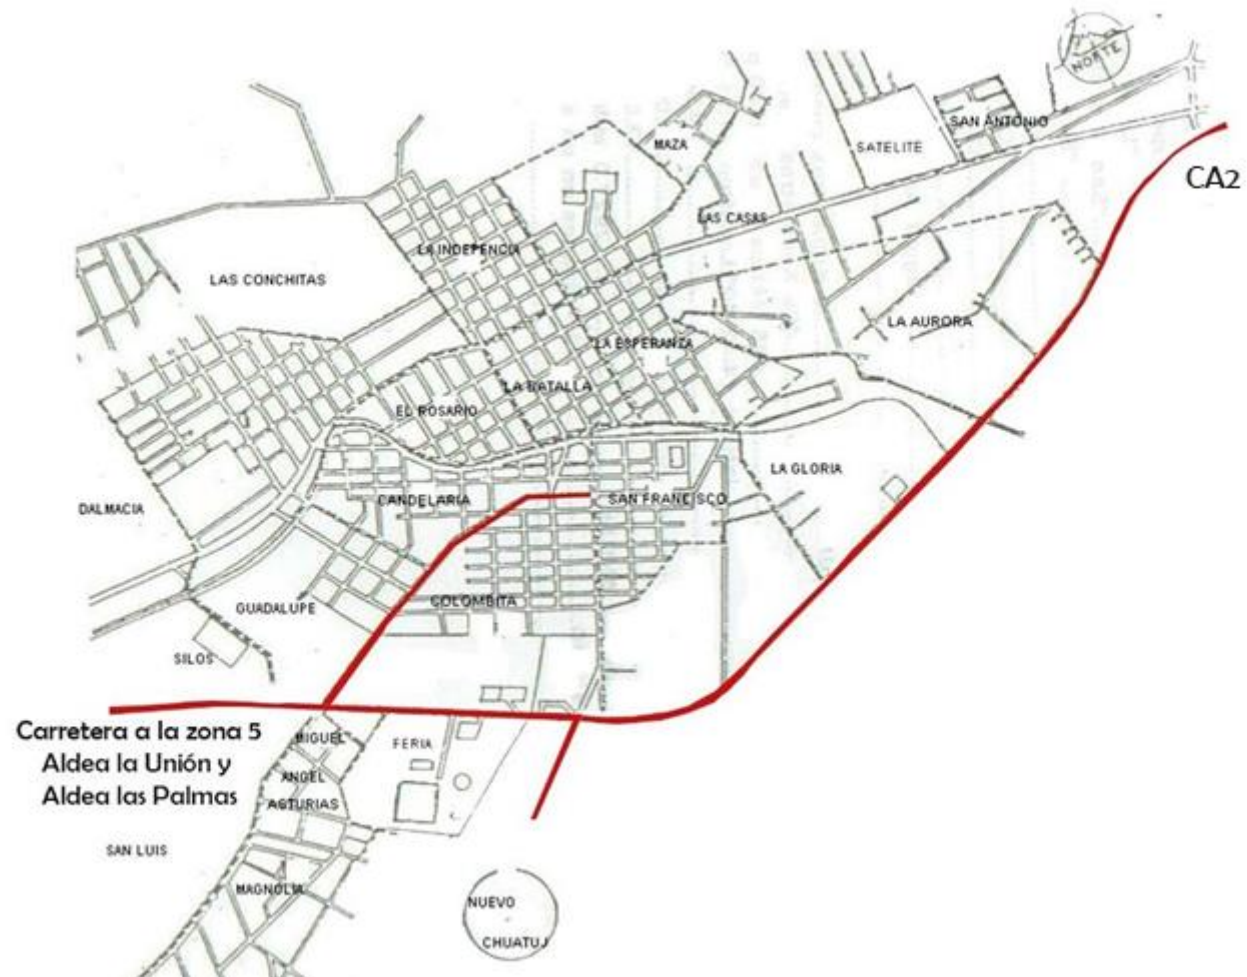 NORTE
SAN ANTONIO
MAZA
SATELITE
CA2
LAS CASAS
LA INDEPENCIA
LAS CONCHITAS
LA AURORA
LA ESPERANZA
LA BATALLA
EL ROSARIO
LA GLORIA
CANDELARIA
SAN FRANCISCO
DALMACIA
COLOMBITA
GUADALUPE
SILOS
Carretera a la zona 5
Aldea la Unión y
Aldea las Palmas
MIGUEL
ANGEL
ASTURIAS
FERIA
SAN LUIS
MAGNOLIA
NUEVO
CHUATUJ